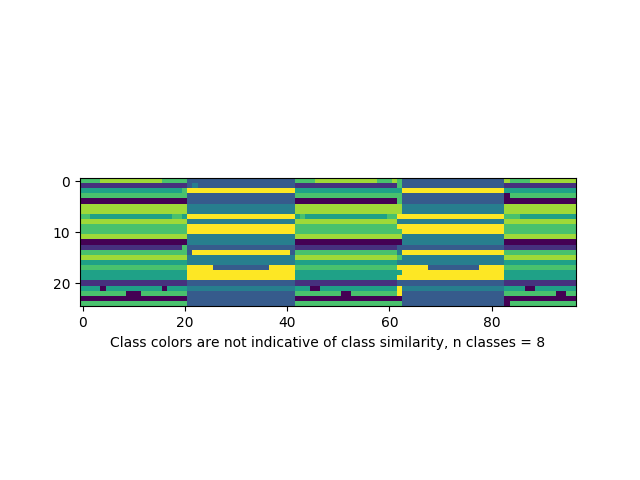 0
10
20
0 20 40 60 80
Class colors are not indicative of class similarity, n classes = 8